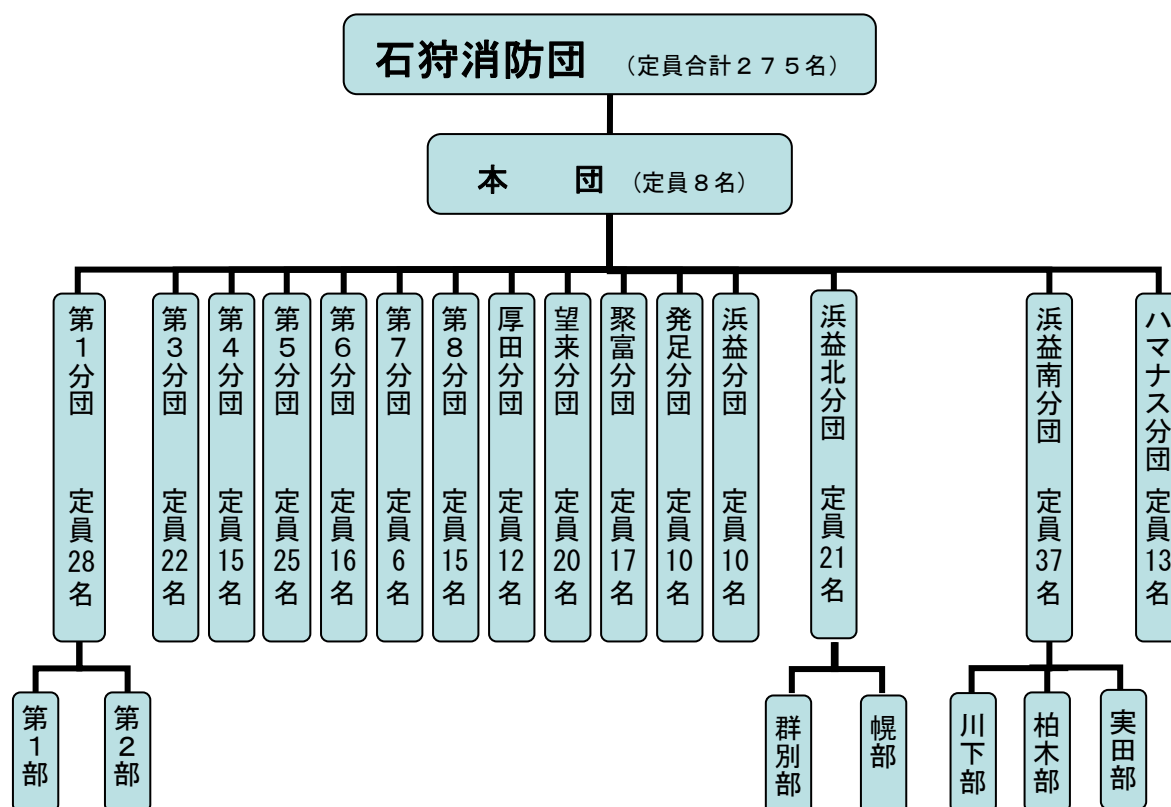 石狩消防団 （定員合計２７５名）
本 団 （定員８名）
第１分団 定員28名
第３分団 定員22名
第４分団 定員15名
第５分団 定員25名
第６分団 定員16名
第７分団 定員6名
第８分団 定員15名
厚田分団 定員12名
望来分団 定員20名
聚富分団 定員17名
発足分団 定員10名
浜益分団 定員10名
浜益北分団 定員21名
浜益南分団 定員37名
ハマナス分団 定員13名
第１部
第２部
群別部
幌部
川下部
柏木部
実田部